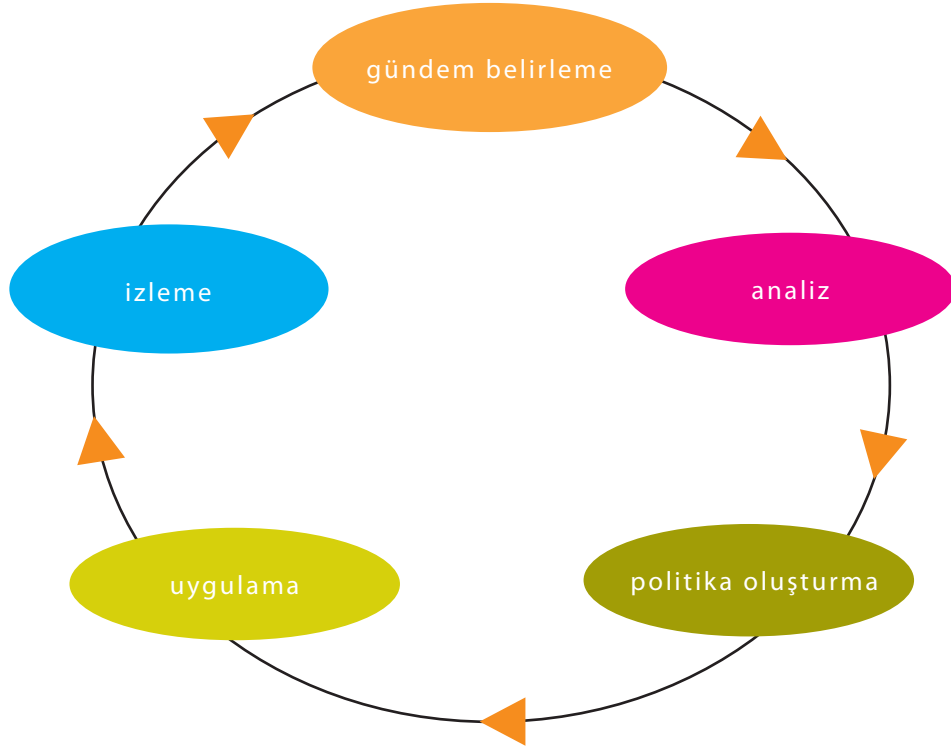 gündem belirleme
analiz
politika oluşturma
uygulama
izleme